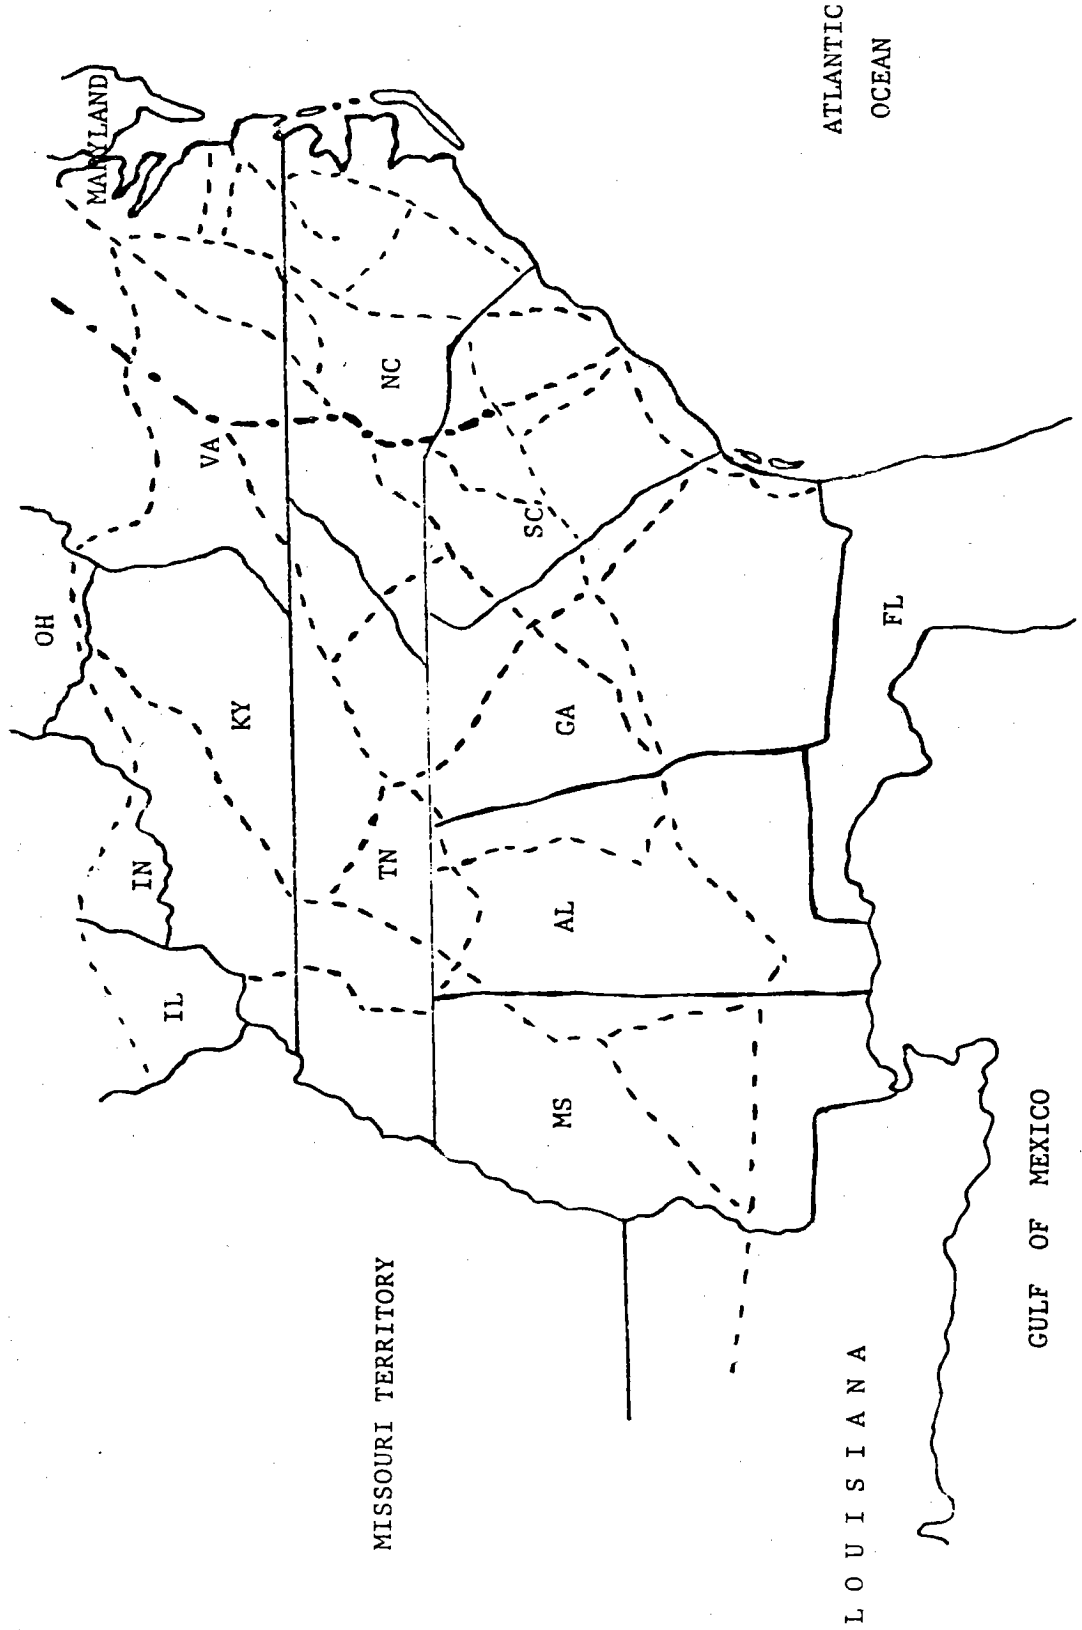 MARYLAND
OH
VA
IN
KY
IL
NC
TN
SC
ATLANTIC
OCEAN
GA
AL
MS
MISSOURI TERRITORY
FL
LOUISIANA
GULF OF MEXICO